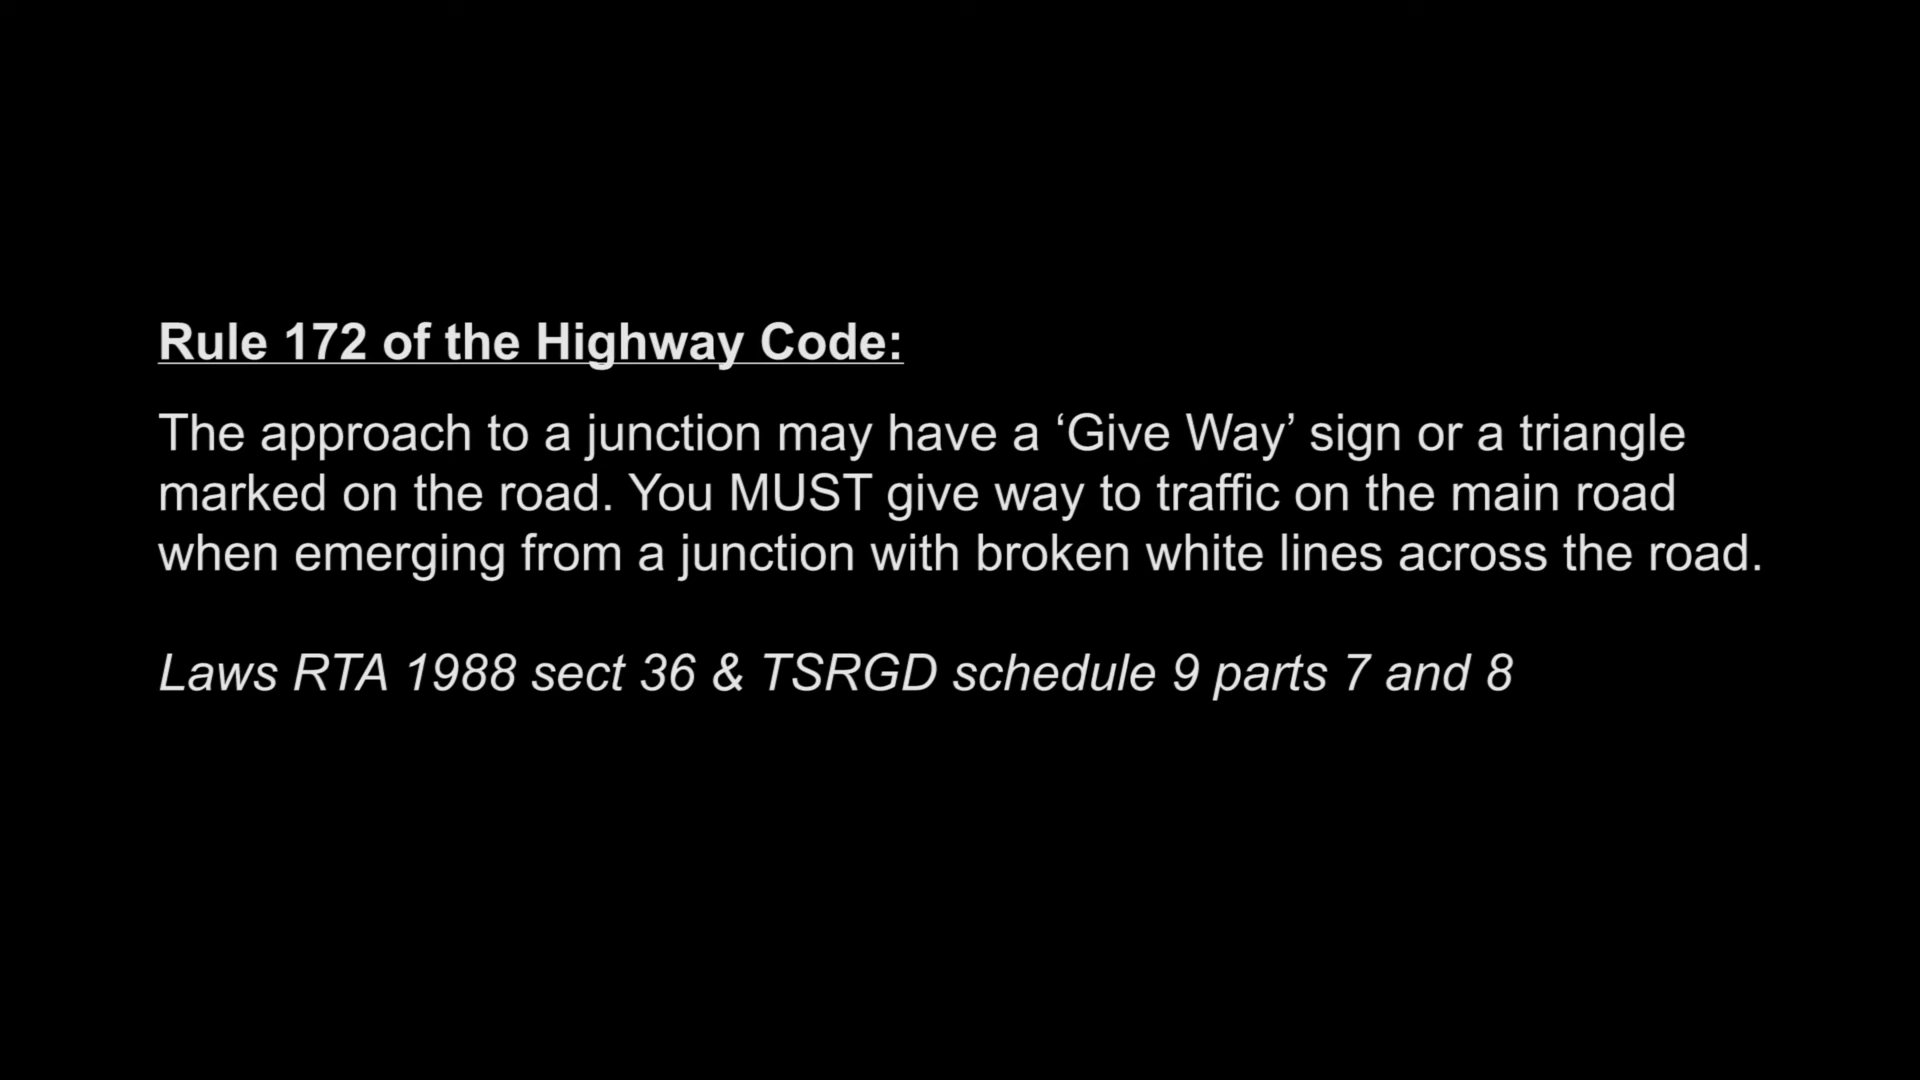 Rule 172 of the Highway Code:
The approach to a junction may have a ‘Give Way’ sign or a triangle
marked on the road. You MUST give way to traffic on the main road
when emerging from a junction with broken white lines across the road.
Laws RTA 1988 sect 36 & TSRGD schedule 9 parts 7 and 8